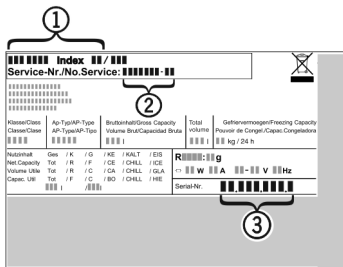 1
Index /
Service-Nr./No.Service: -
2
Klasse/Class Ap-Typ/AP-Type Bruttoinhalt/Gross Capacity Total Gefriervermoegen/Freezing Capacity
Classe/Clase AP-Type/AP-Tipo Volume Brut/Capacidad Bruta volume Pouvoir de Congel./Capac.Congeladora
l l kg / 24 h
Nutzinhalt Ges / K / G / KE / KALT / EIS
Net.Capacity Tot / R / F / CE / CHILL / ICE
Volume Utile Tot / R / C / CA / CHILL / GLA
Capac. Util Tot / F / C / BO / CHILL / HIE
l / l
R : g
W A - V Hz
Serial-Nr. . . .
3